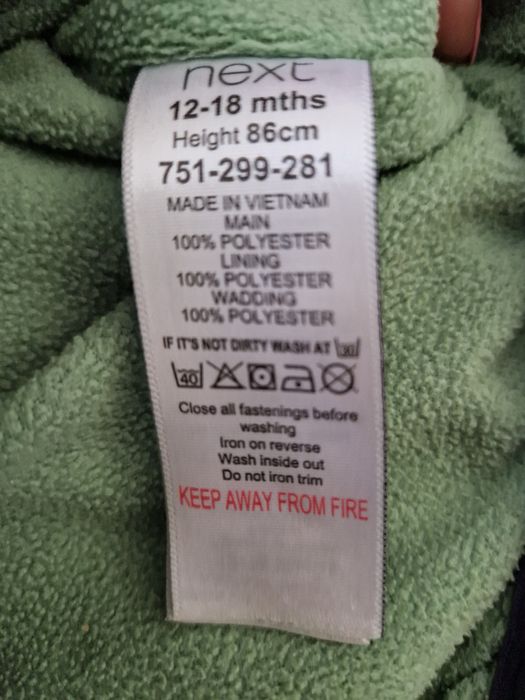 next
12-18 mths
Height 86cm
751-299-281
MADE IN VIETNAM
MAIN
100% POLYESTER
LINING
100% POLYESTER
WADDING
100% POLYESTER
IF IT'S NOT DIRTY WASH AT 30
40
Close all fastenings before
washing
Iron on reverse
Wash inside out
Do not iron trim
KEEP AWAY FROM FIRE